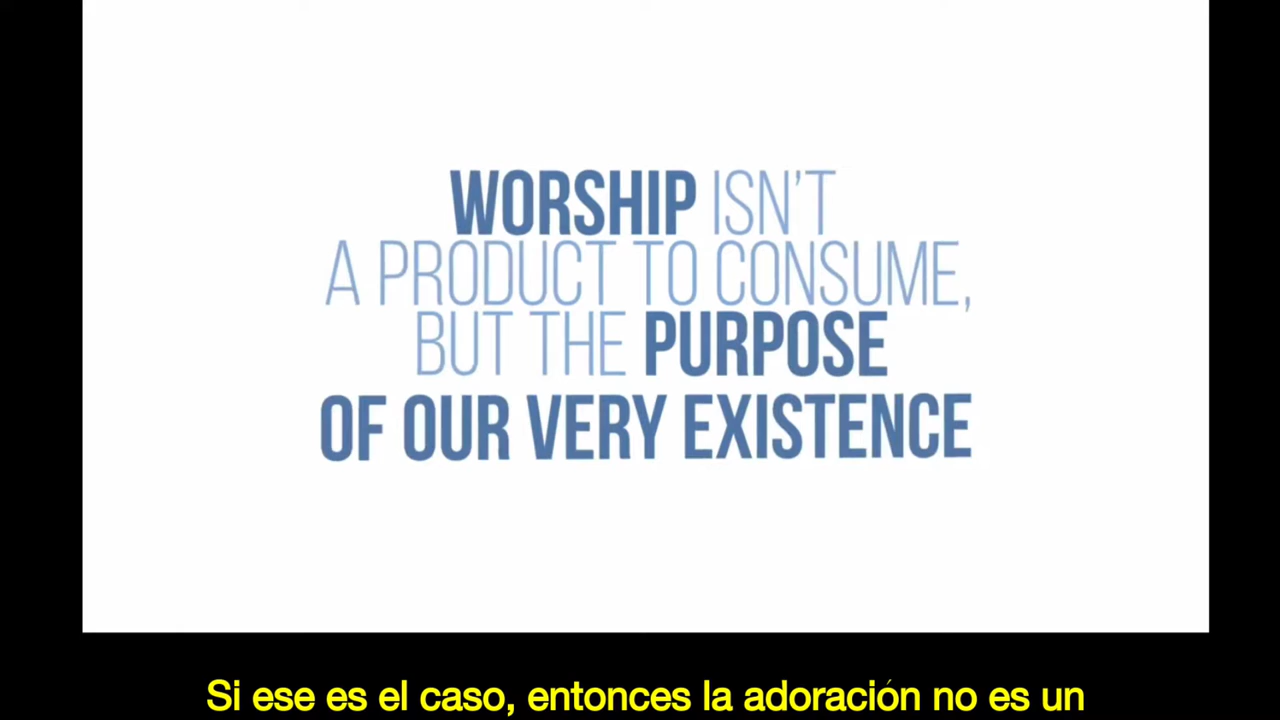 WORSHIP ISN'T
A PRODUCT TO CONSUME,
BUT THE PURPOSE
OF OUR VERY EXISTENCE
Si ese es el caso, entonces la adoración no es un